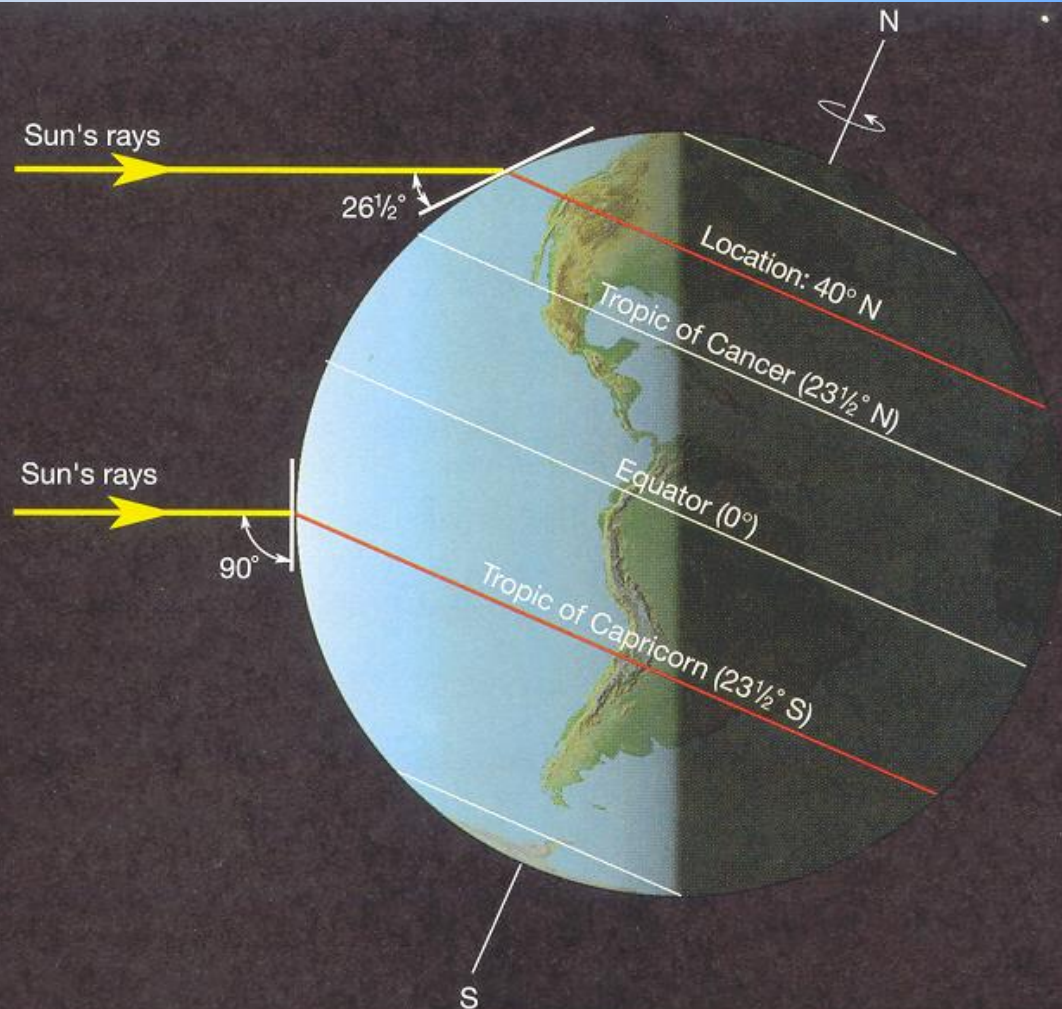 N
Sun's rays
26½°
Location: 40° N
Tropic of Cancer (23½° N)
Sun's rays
Equator (0°)
90°
Tropic of Capricorn (23½° S)
S